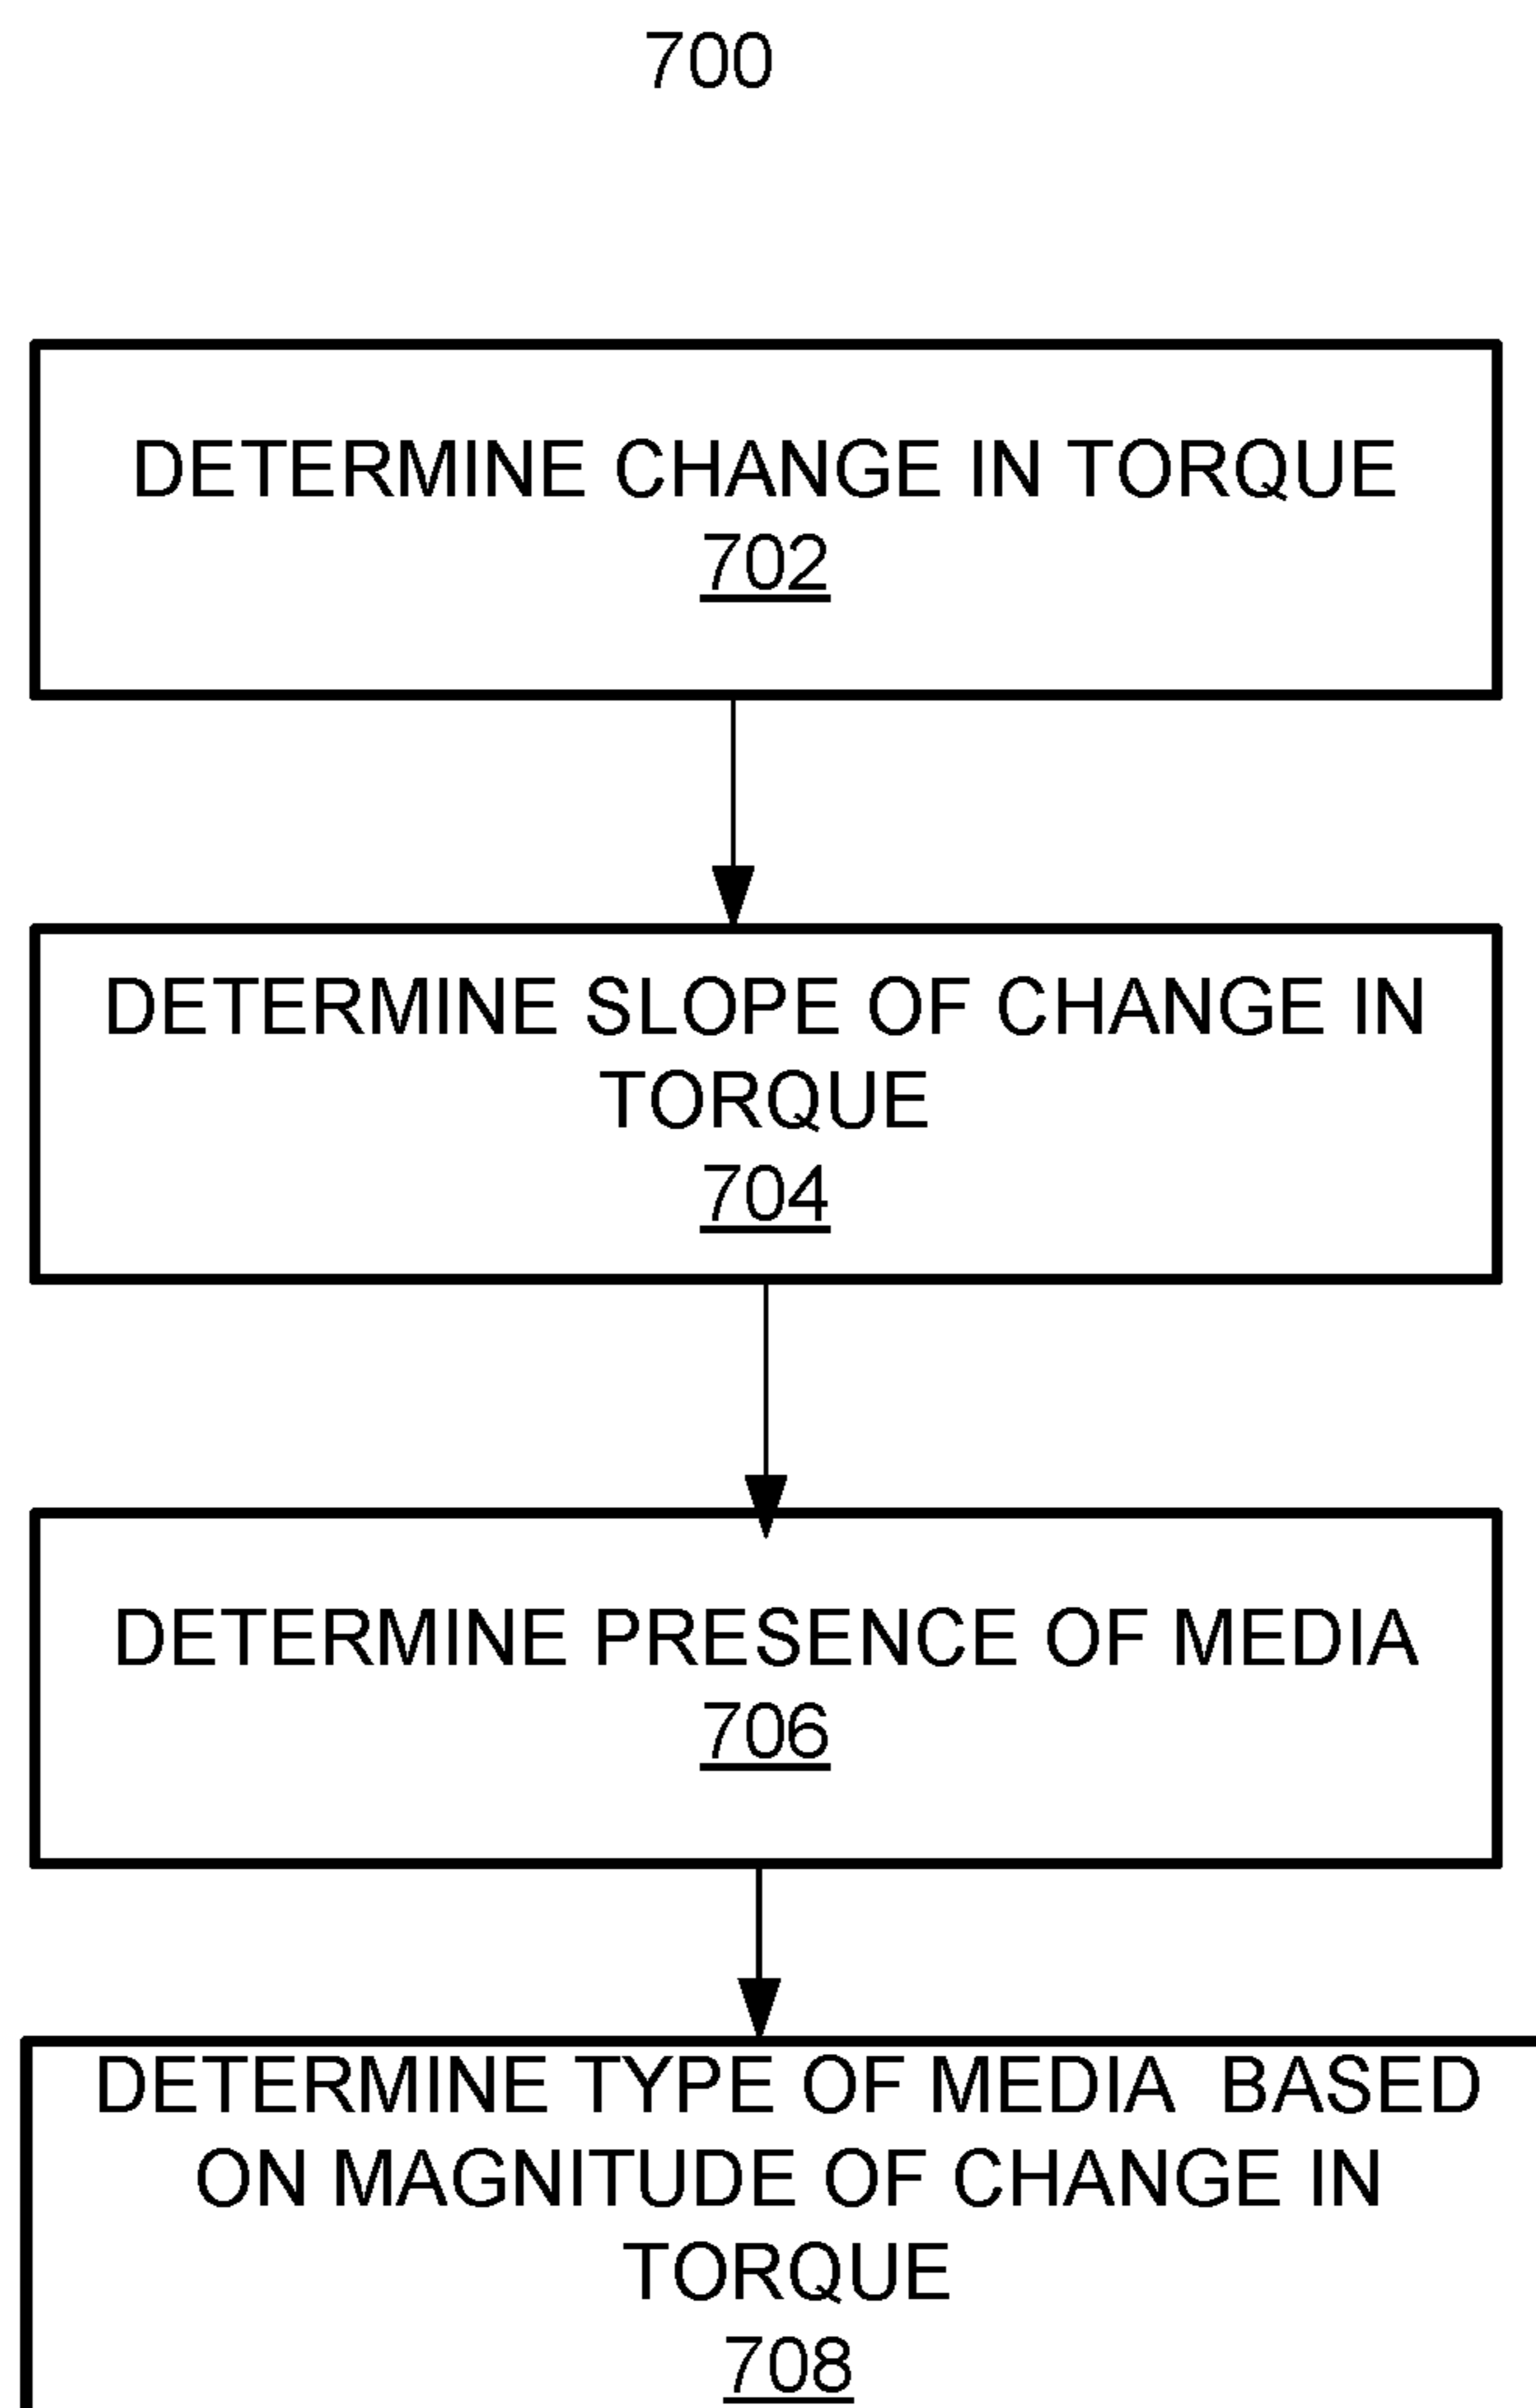 700
DETERMINE CHANGE IN TORQUE
702
DETERMINE SLOPE OF CHANGE IN
TORQUE
704
DETERMINE PRESENCE OF MEDIA
706
DETERMINE TYPE OF MEDIA BASED
ON MAGNITUDE OF CHANGE IN
TORQUE
708